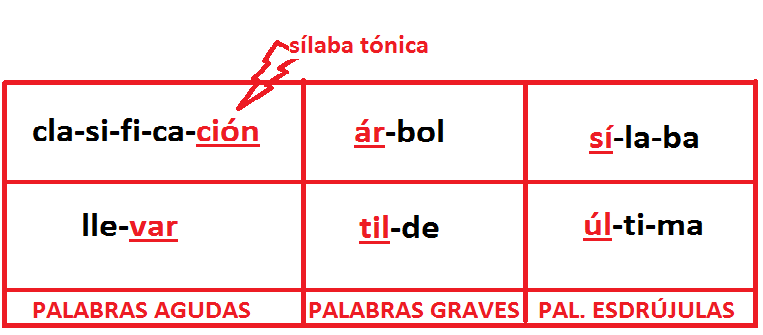 sílaba tónica
cla-si-fi-ca-ción ár-bol sí-la-ba
lle-var til-de úl-ti-ma
PALABRAS AGUDAS PALABRAS GRAVES PAL. ESDRÚJULAS